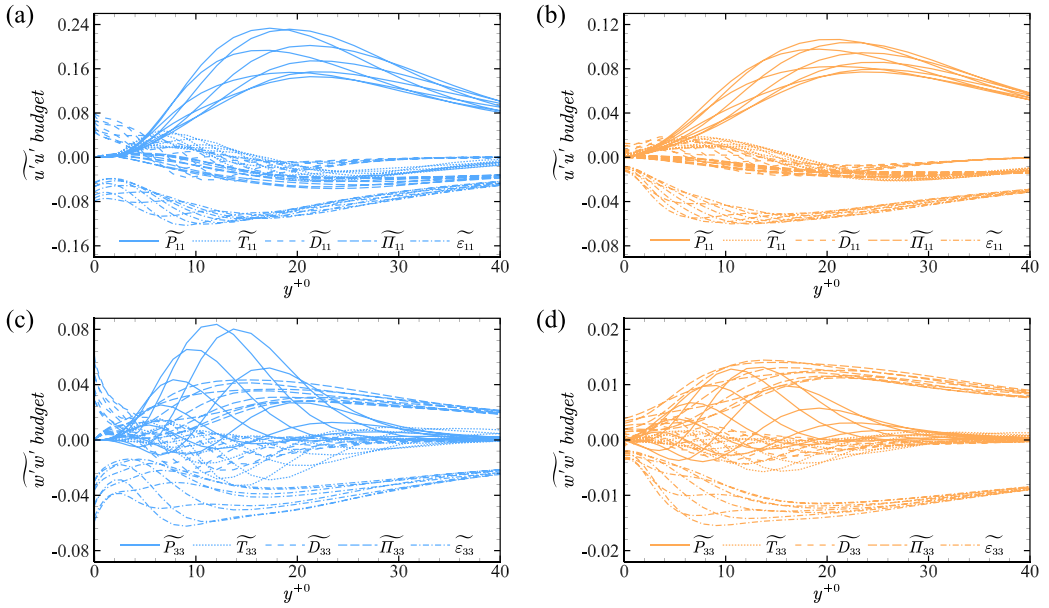 (a)
0.24
0.16
0.08
0.00
-0.08
-0.16
u'u' budget
P₁₁ T₁₁ D₁₁ Π₁₁ ε₁₁
0 10 20 30 40
y⁺⁰
(b)
0.12
0.08
0.04
0.00
-0.04
-0.08
u'u' budget
P₁₁ T₁₁ D₁₁ Π₁₁ ε₁₁
0 10 20 30 40
y⁺⁰
(c)
0.08
0.04
0.00
-0.04
-0.08
w'w' budget
P₃₃ T₃₃ D₃₃ Π₃₃ ε₃₃
0 10 20 30 40
y⁺⁰
(d)
0.02
0.01
0.00
-0.01
-0.02
w'w' budget
P₃₃ T₃₃ D₃₃ Π₃₃ ε₃₃
0 10 20 30 40
y⁺⁰